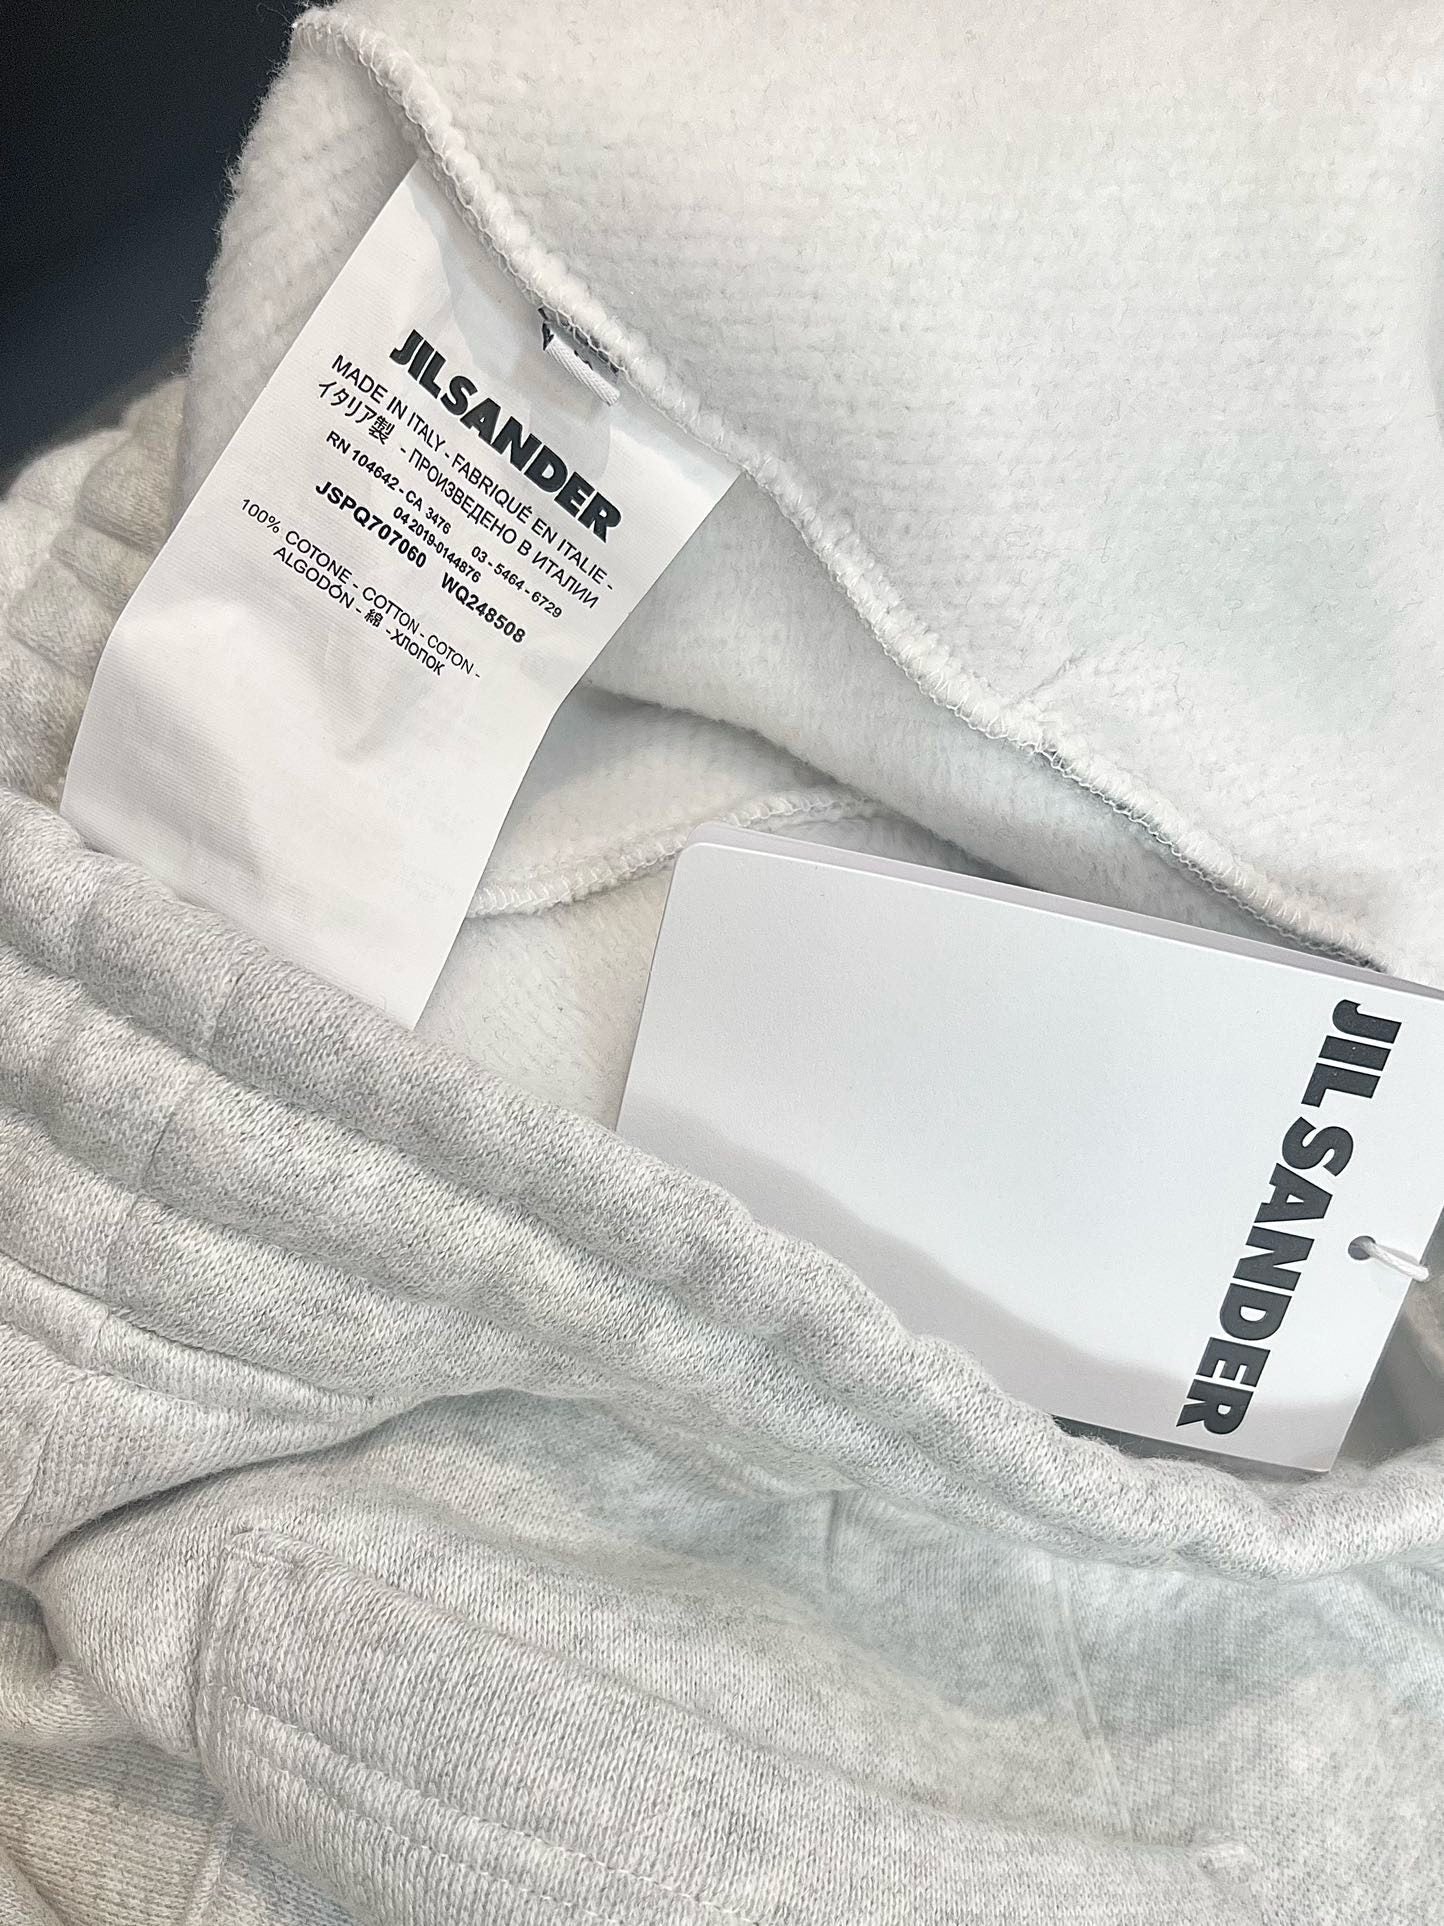 JILSANDER
MADE IN ITALY - FABRIQUÉ EN ITALIE -
イタリア製 - ПРОИЗВЕДЕНО В ИТАЛИИ
RN 104642 - CA 3476 03 - 5464 - 6729
04 2019-0144876
JSPQ707060 WQ248508
100% COTONE - COTTON - COTON -
ALGODÓN - 綿 - ХЛОПОК
JIL SANDER